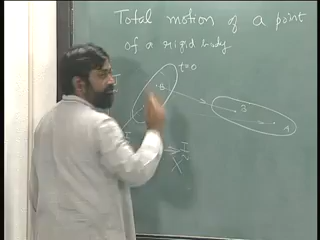 Total motion of a point
of a rigid body
t=0
I
B
B
A
I
I
X